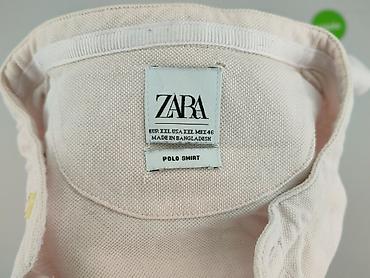 ZARA
EUR XXL USA XXL MEX 46
MADE IN BANGLADESH
POLO SHIRT